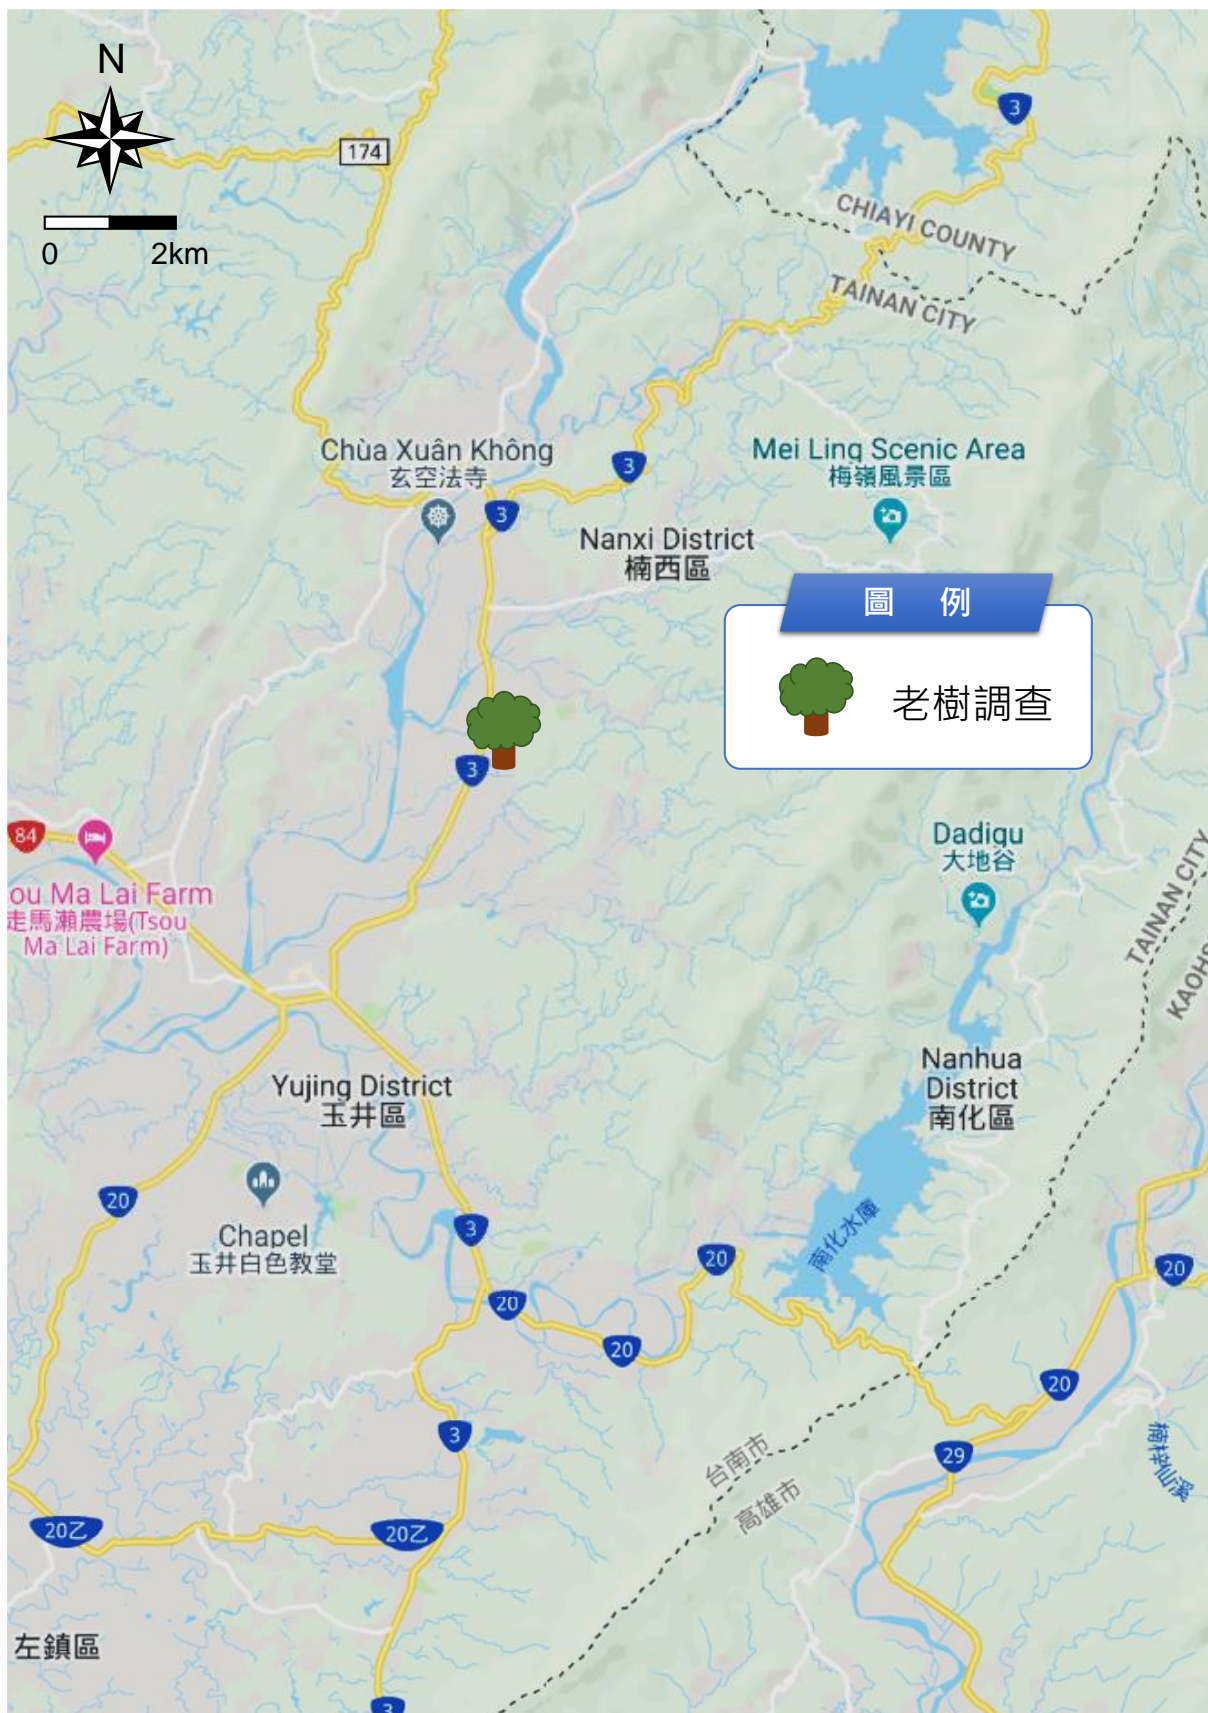 N
3
174
0 2km
CHIAYI COUNTY
TAINAN CITY
Chùa Xuân Không
玄空法寺
3
Mei Ling Scenic Area
梅嶺風景區
3
Nanxi District
楠西區
圖 例
老樹調查
3
84
Dadigu
大地谷
ou Ma Lai Farm
走馬瀨農場(Tsou
Ma Lai Farm)
TAINAN CITY
KAOHS
Nanhua
District
南化區
Yujing District
玉井區
20
Chapel
玉井白色教堂
3
南化水庫
20
20
20
20
20
3
29
台南市
高雄市
楠梓仙溪
20乙
20乙
左鎮區
3